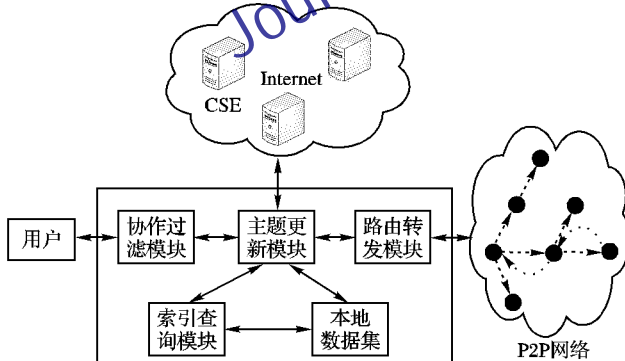 Jour
Internet
CSE
用户
协作过
滤模块
主题更
新模块
路由转
发模块
索引查
询模块
本地
数据集
P2P网络